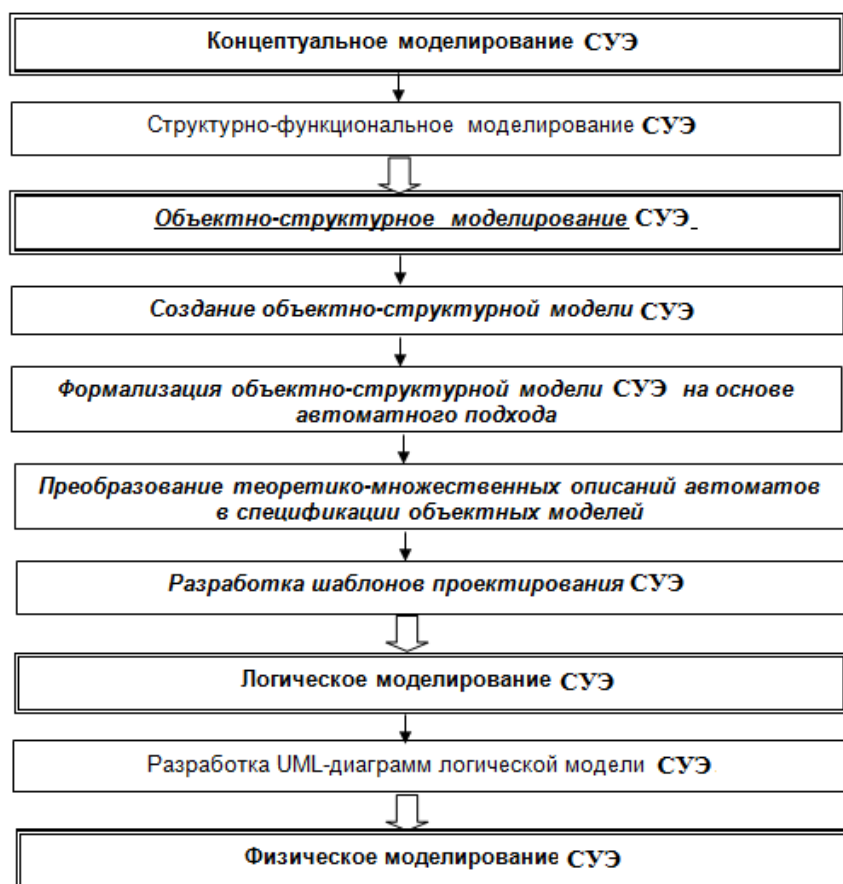 Концептуальное моделирование СУЭ
Структурно-функциональное моделирование СУЭ
Объектно-структурное моделирование СУЭ
Создание объектно-структурной модели СУЭ
Формализация объектно-структурной модели СУЭ на основе
автоматного подхода
Преобразование теоретико-множественных описаний автоматов
в спецификации объектных моделей
Разработка шаблонов проектирования СУЭ
Логическое моделирование СУЭ
Разработка UML-диаграмм логической модели СУЭ
Физическое моделирование СУЭ